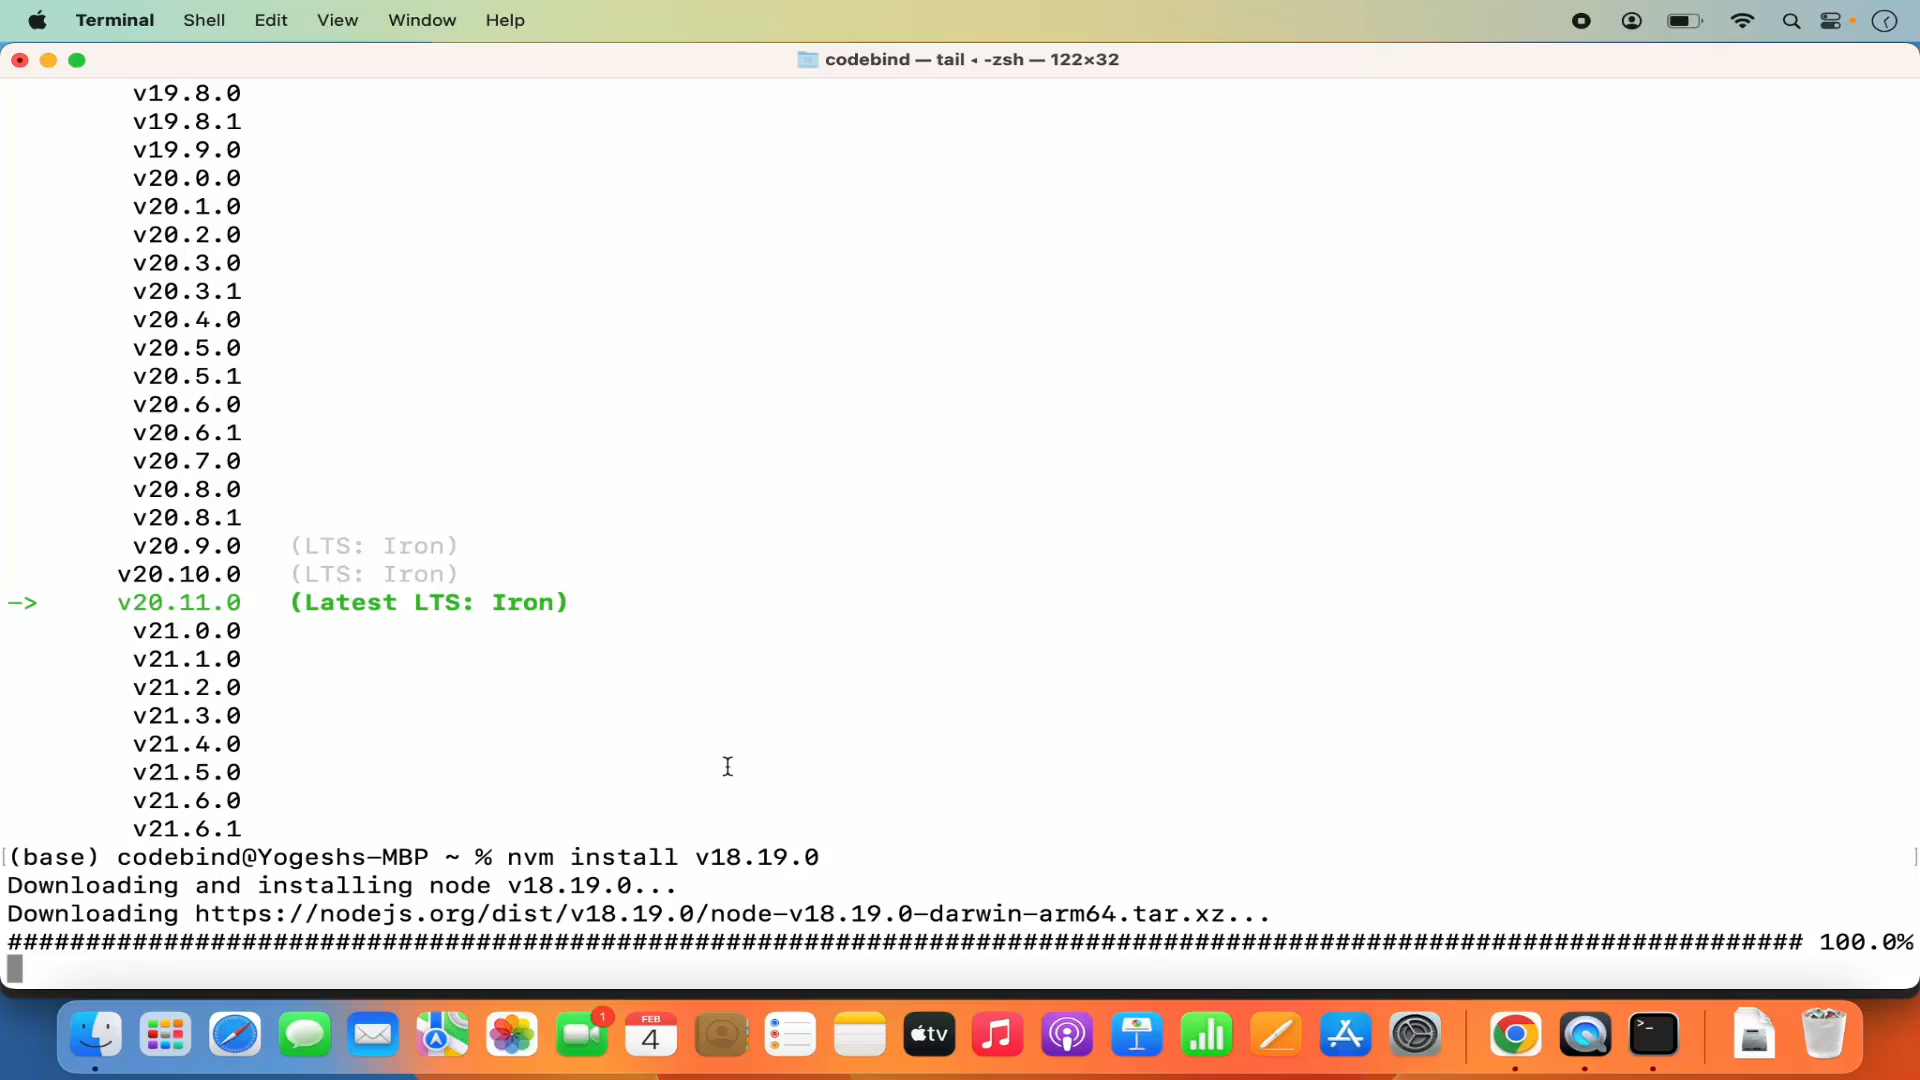 Terminal Shell Edit View Window Help
codebind — tail ◂ -zsh — 122×32
v19.8.0
v19.8.1
v19.9.0
v20.0.0
v20.1.0
v20.2.0
v20.3.0
v20.3.1
v20.4.0
v20.5.0
v20.5.1
v20.6.0
v20.6.1
v20.7.0
v20.8.0
v20.8.1
v20.9.0 (LTS: Iron)
v20.10.0 (LTS: Iron)
-> v20.11.0 (Latest LTS: Iron)
v21.0.0
v21.1.0
v21.2.0
v21.3.0
v21.4.0
v21.5.0
v21.6.0
v21.6.1
[(base) codebind@Yogeshs-MBP ~ % nvm install v18.19.0 ]
Downloading and installing node v18.19.0...
Downloading https://nodejs.org/dist/v18.19.0/node-v18.19.0-darwin-arm64.tar.xz...
################################################################################################################### 100.0%
1
FEB
4
tv
>_